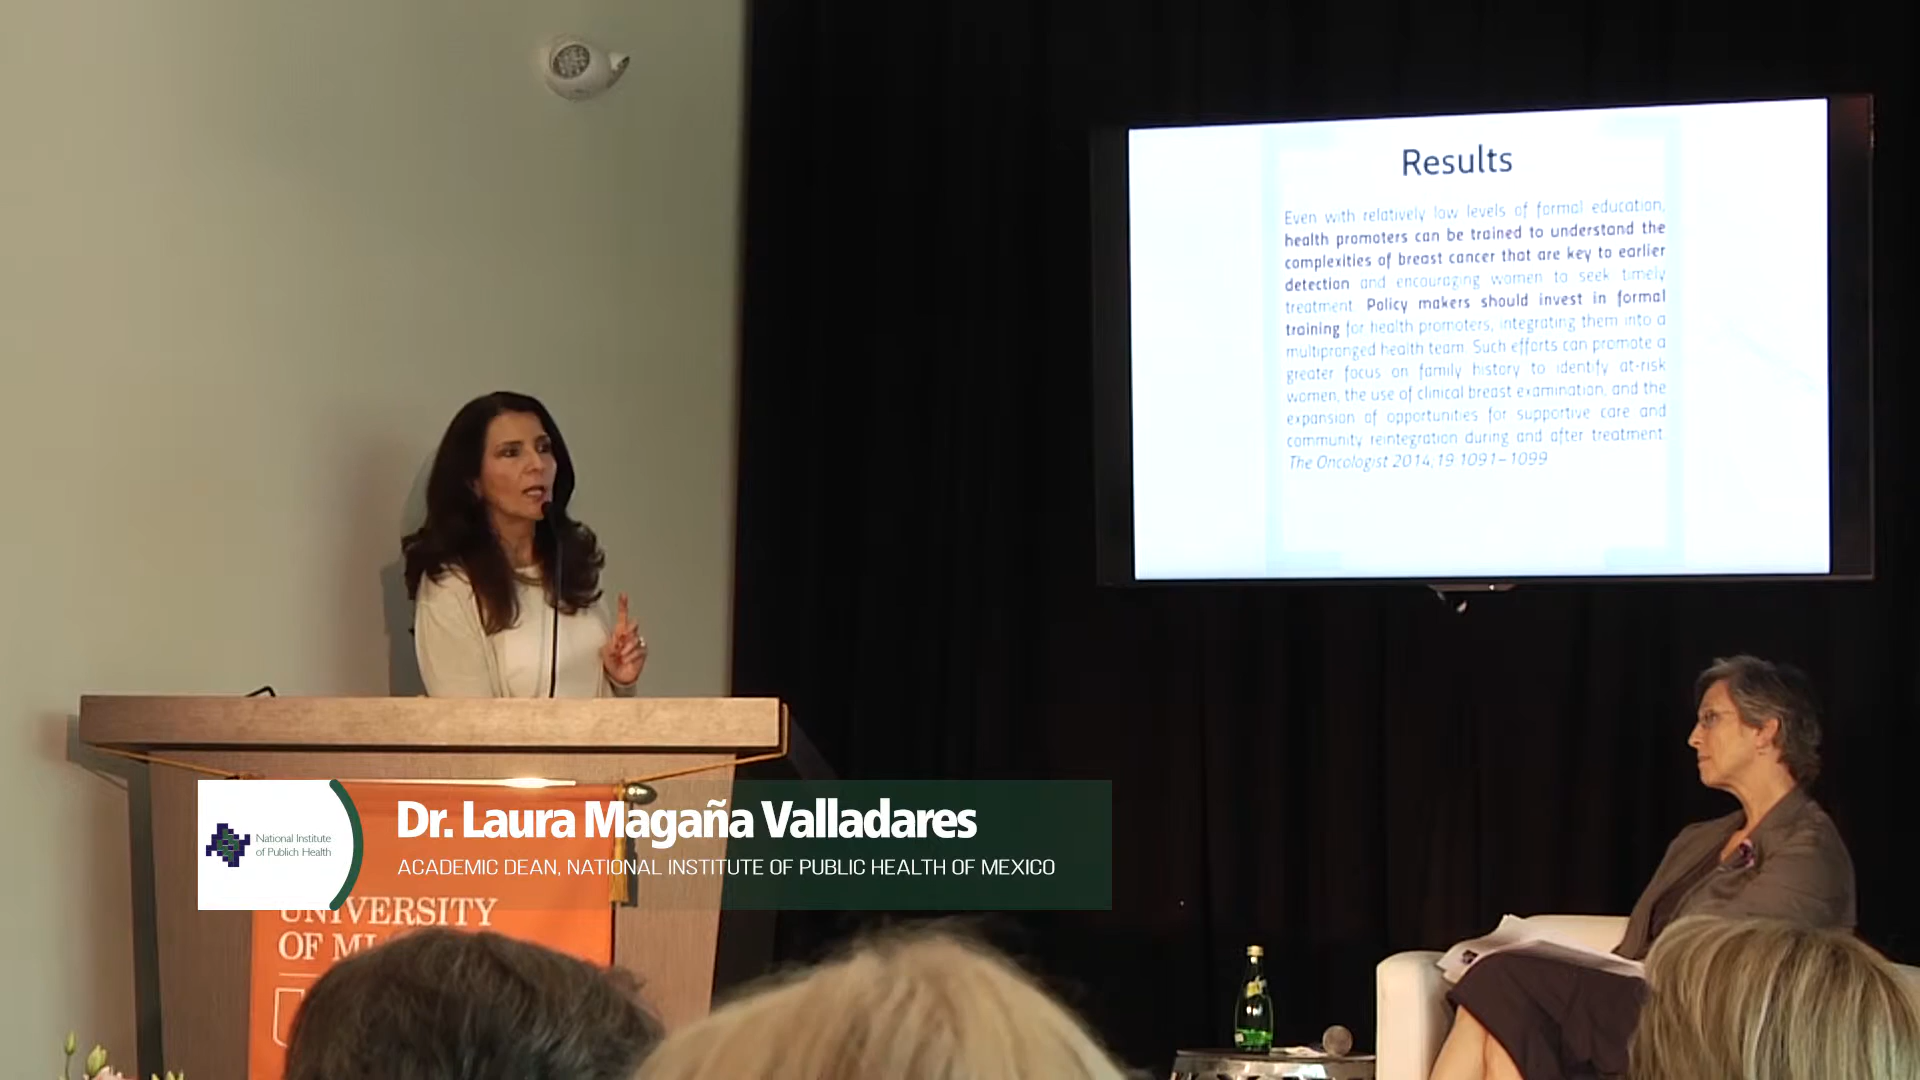 Results
Even with relatively low levels of formal education,
health promoters can be trained to understand the
complexities of breast cancer that are key to earlier
detection and encouraging women to seek timely
treatment. Policy makers should invest in formal
training for health promoters, integrating them into a
multipronged health team. Such efforts can promote a
greater focus on family history to identify at-risk
women, the use of clinical breast examination, and the
expansion of opportunities for supportive care and
community reintegration during and after treatment.
The Oncologist 2014;19 1091–1099
National Institute
of Publich Health
Dr. Laura Magaña Valladares
ACADEMIC DEAN, NATIONAL INSTITUTE OF PUBLIC HEALTH OF MEXICO
UNIVERSITY
OF MI